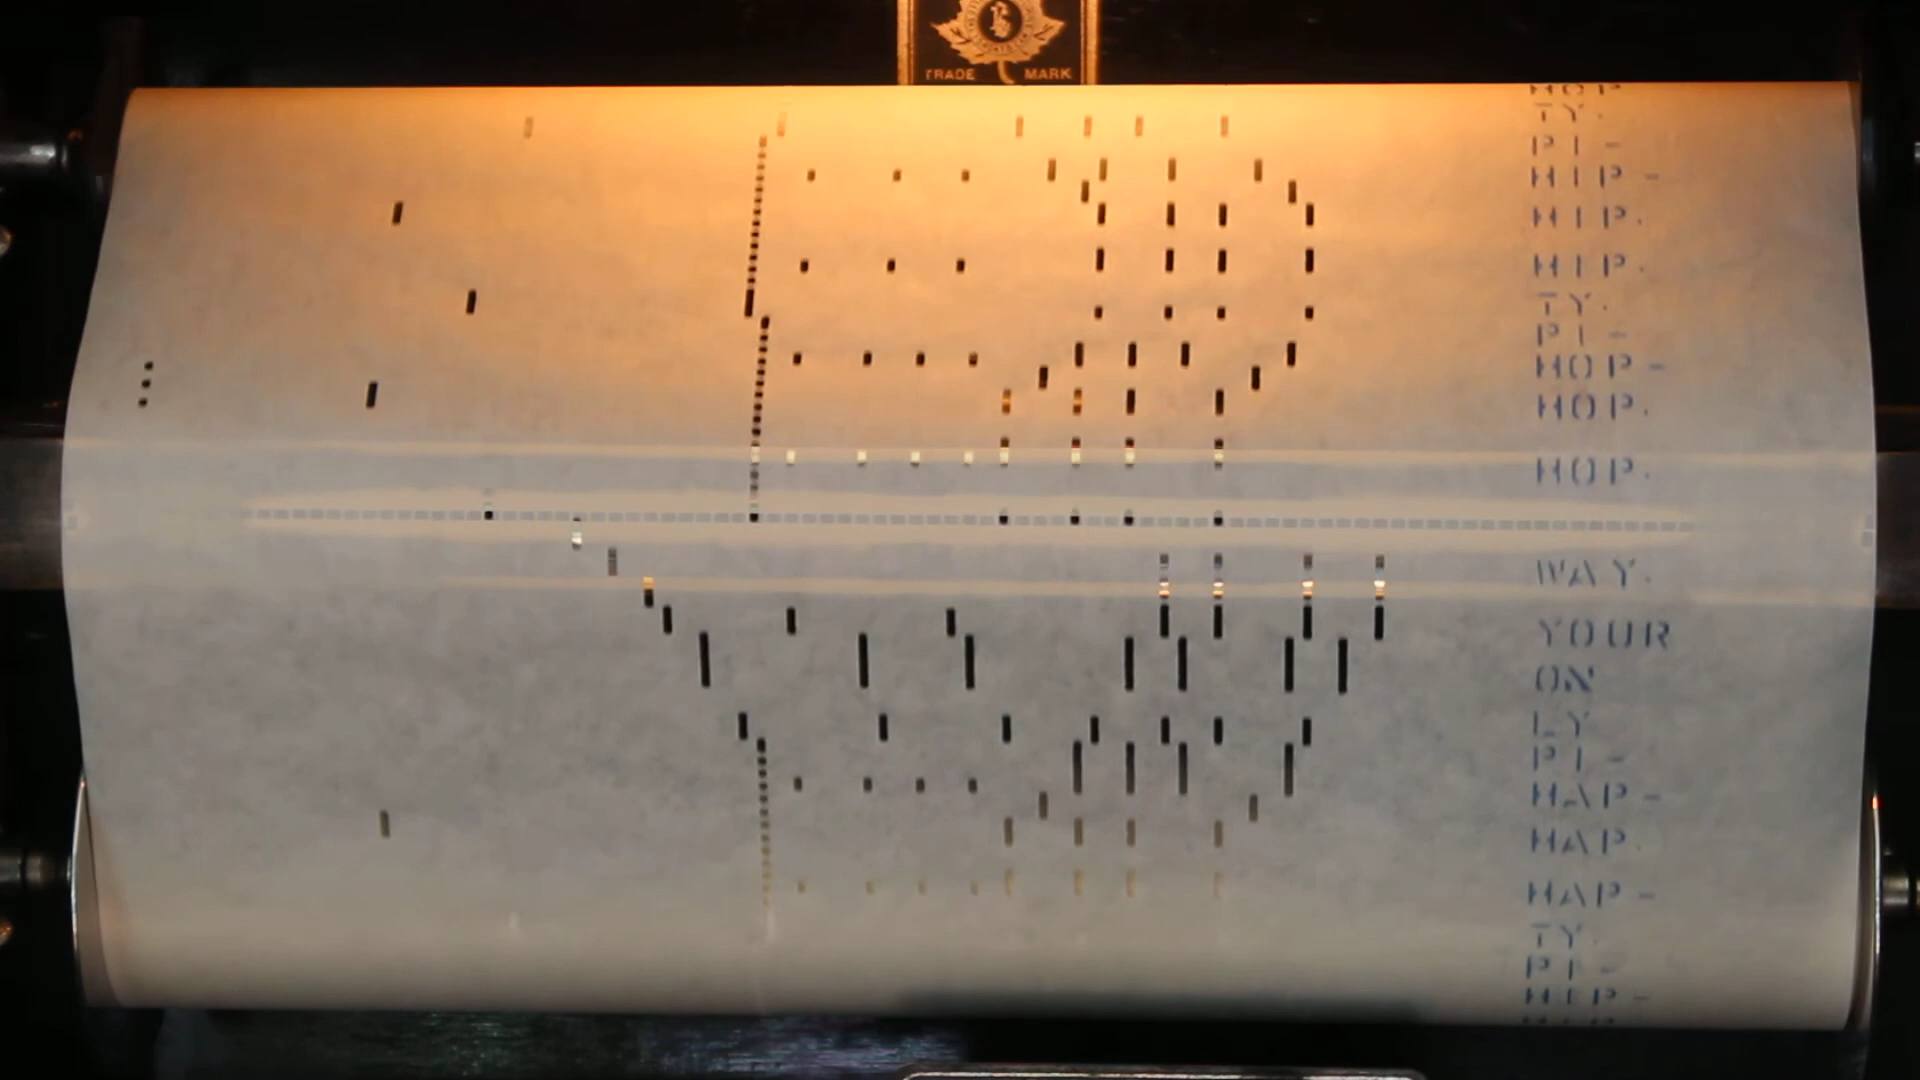 TRADE MARK
HOP
TY.
PI-
HIP-
HIP.
HIP.
TY.
PI-
HOP-
HOP.
HOP.
WAY.
YOUR
ON
LY
PI-
HAP-
HAP.
HAP-
TY.
PI-
HIP-